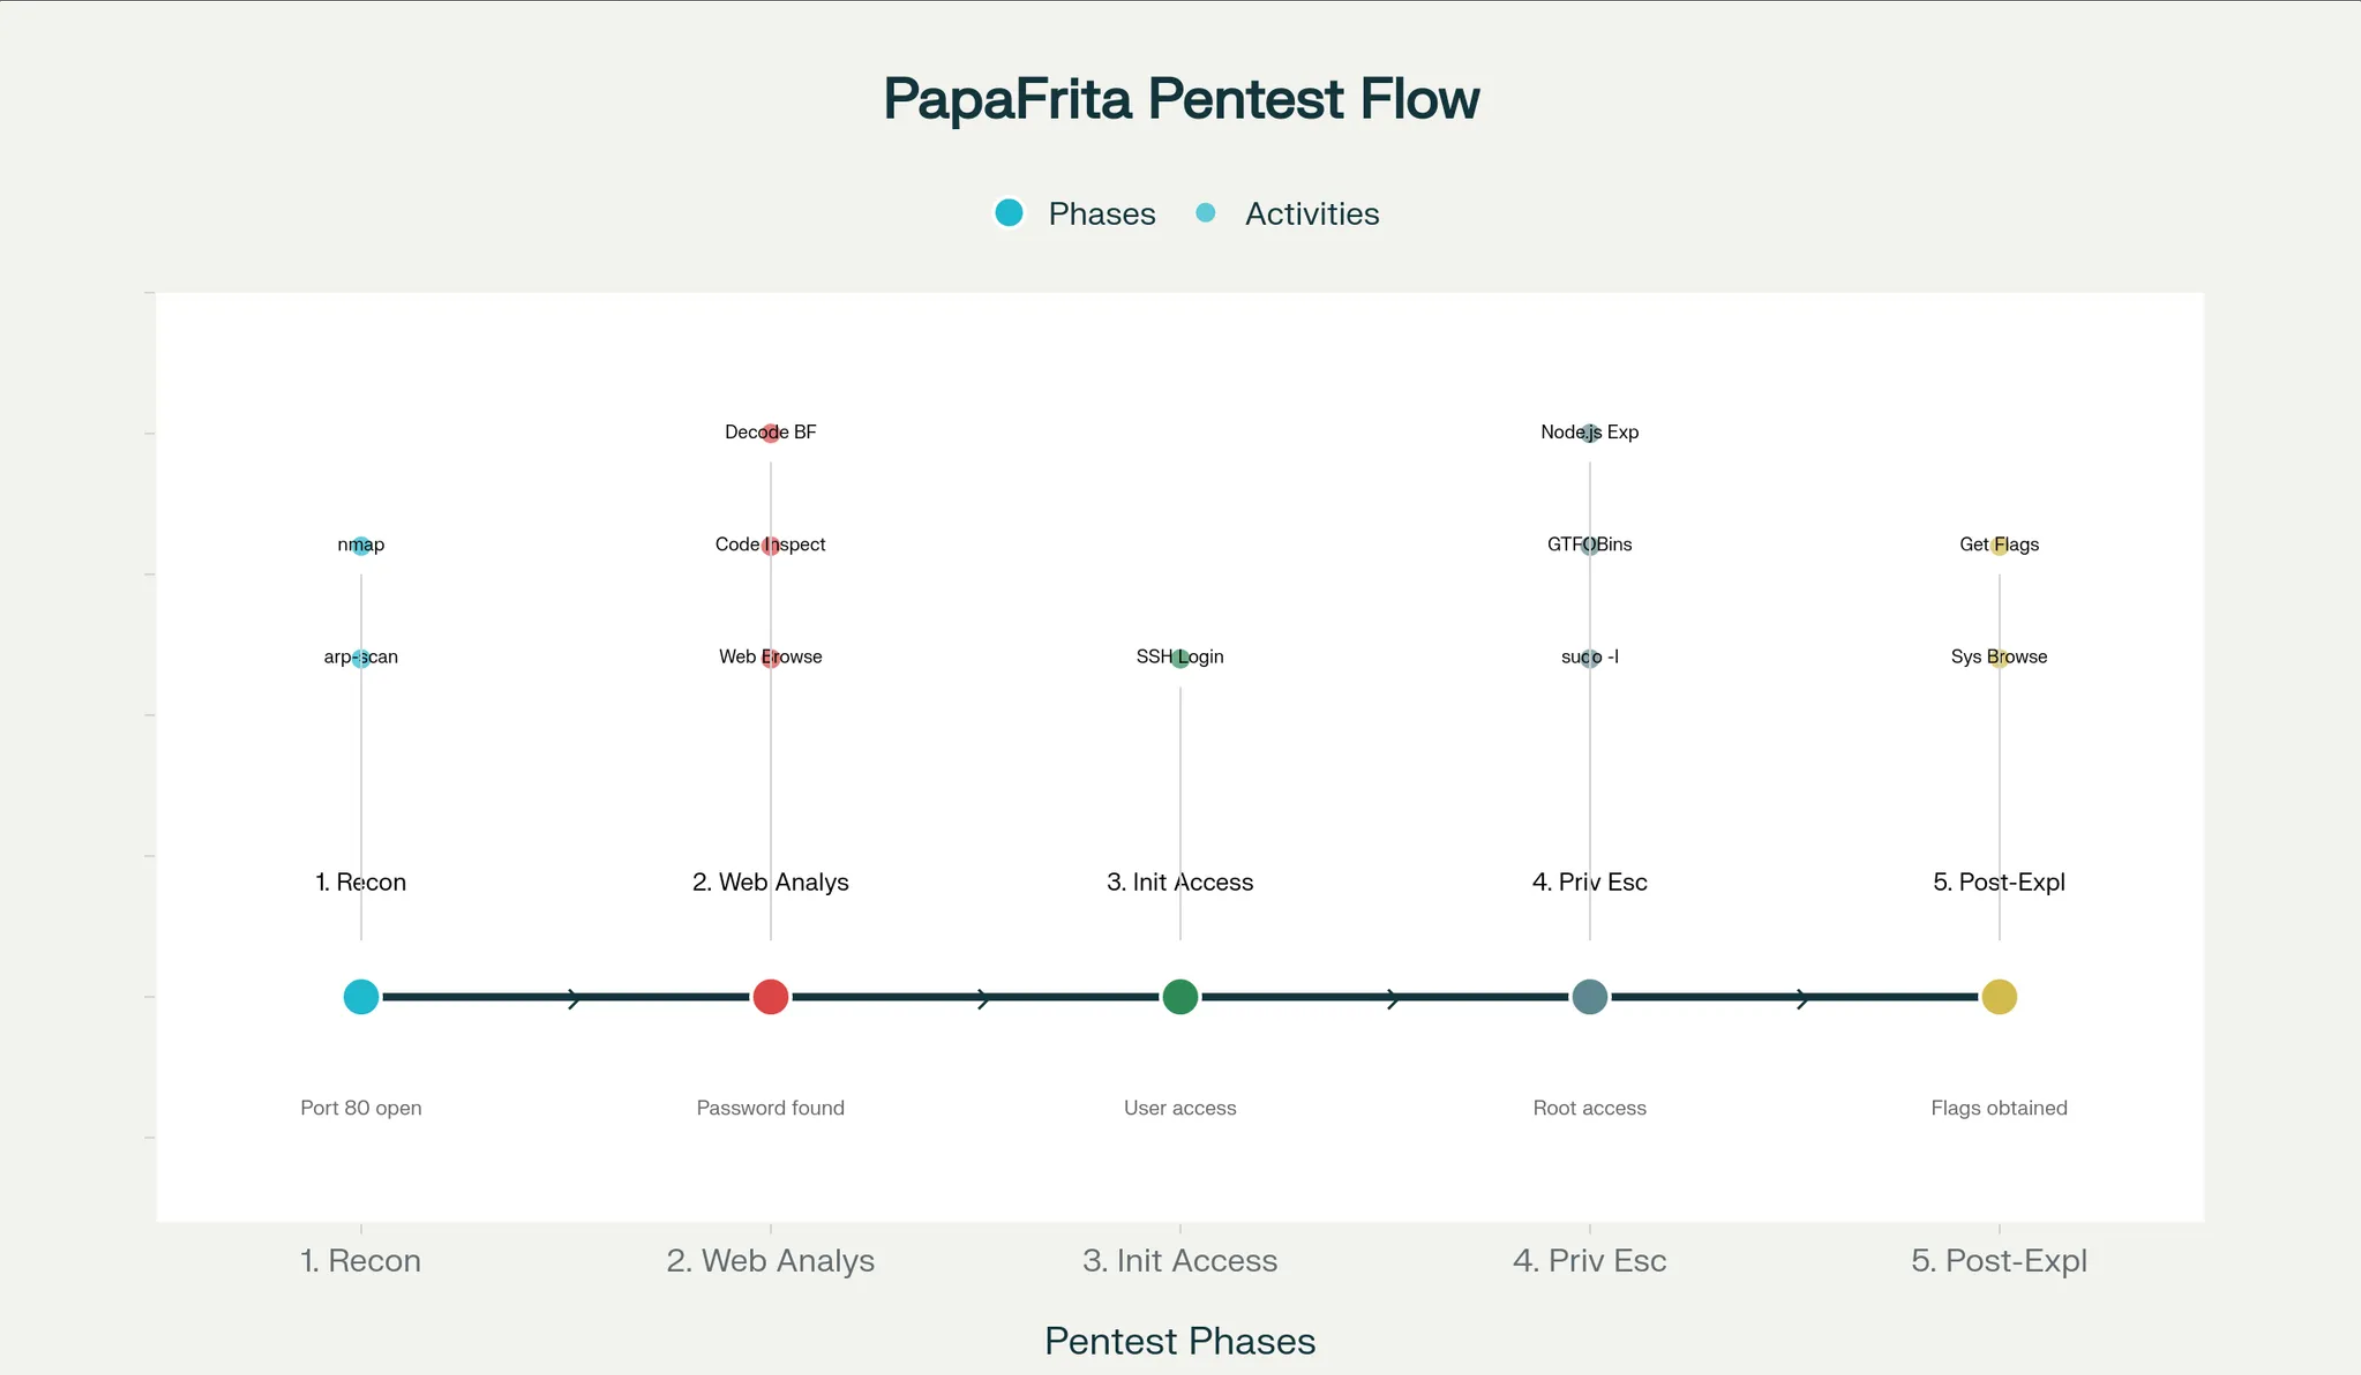 PapaFrita Pentest Flow
Phases
Activities
Decode BF
Node.js Exp
nmap
Code Inspect
GTFOBins
Get Flags
arp-scan
Web Browse
SSH Login
sudo -l
Sys Browse
1. Recon
2. Web Analys
3. Init Access
4. Priv Esc
5. Post-Expl
Port 80 open
Password found
User access
Root access
Flags obtained
1. Recon
2. Web Analys
3. Init Access
4. Priv Esc
5. Post-Expl
Pentest Phases